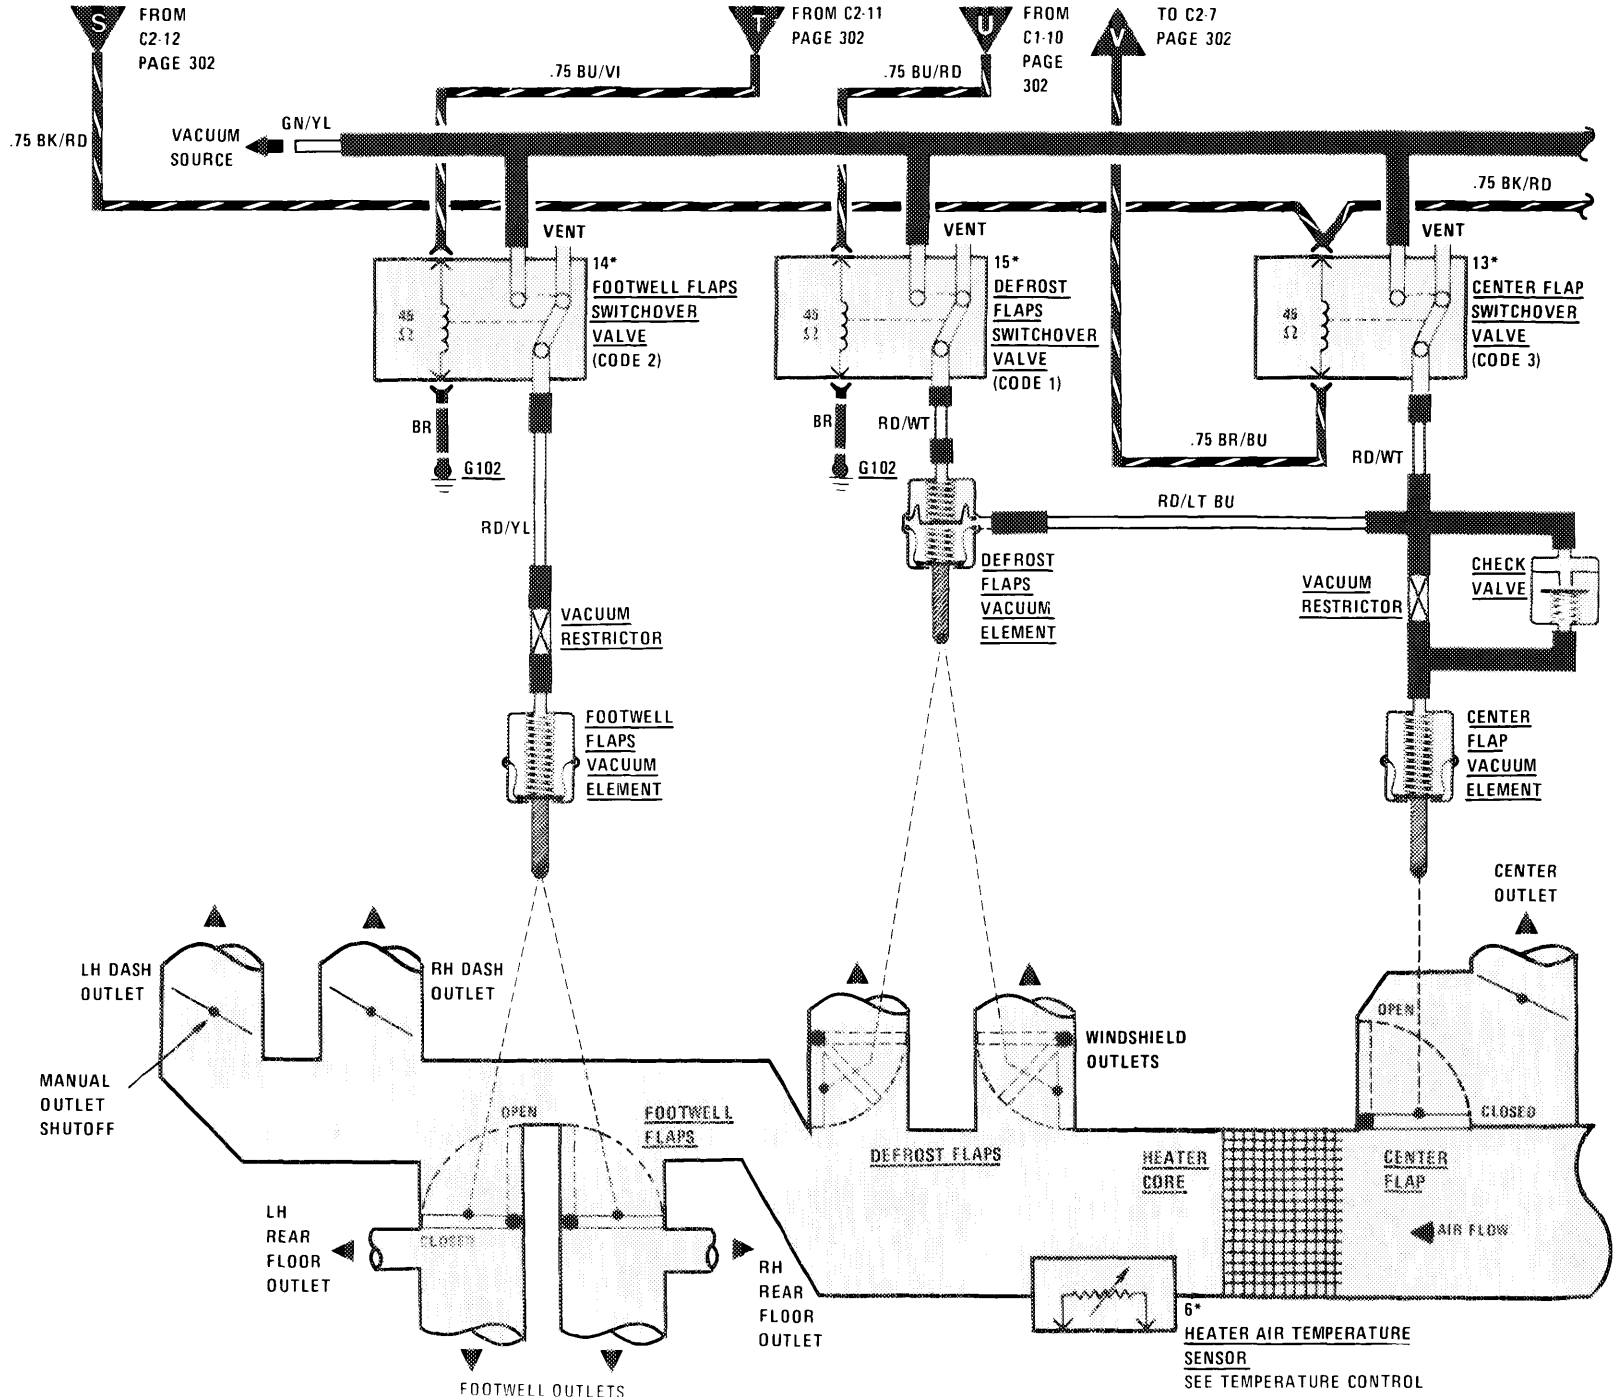 S
FROM
C2-12
PAGE 302
T
FROM C2-11
PAGE 302
U
FROM
C1-10
PAGE
302
V
TO C2-7
PAGE 302
.75 BU/VI
.75 BU/RD
.75 BK/RD
VACUUM
SOURCE
GN/YL
.75 BK/RD
VENT
VENT
VENT
45
Ω
14*
FOOTWELL FLAPS
SWITCHOVER
VALVE
(CODE 2)
45
Ω
15*
DEFROST
FLAPS
SWITCHOVER
VALVE
(CODE 1)
45
Ω
13*
CENTER FLAP
SWITCHOVER
VALVE
(CODE 3)
BR
G102
BR
G102
RD/WT
.75 BR/BU
RD/WT
RD/YL
RD/LT BU
DEFROST
FLAPS
VACUUM
ELEMENT
VACUUM
RESTRICTOR
CHECK
VALVE
VACUUM
RESTRICTOR
FOOTWELL
FLAPS
VACUUM
ELEMENT
CENTER
FLAP
VACUUM
ELEMENT
CENTER
OUTLET
LH DASH
OUTLET
RH DASH
OUTLET
WINDSHIELD
OUTLETS
MANUAL
OUTLET
SHUTOFF
OPEN
FOOTWELL
FLAPS
CLOSED
DEFROST FLAPS
HEATER
CORE
OPEN
CLOSED
CENTER
FLAP
AIR FLOW
LH
REAR
FLOOR
OUTLET
RH
REAR
FLOOR
OUTLET
FOOTWELL OUTLETS
6*
HEATER AIR TEMPERATURE
SENSOR
SEE TEMPERATURE CONTROL